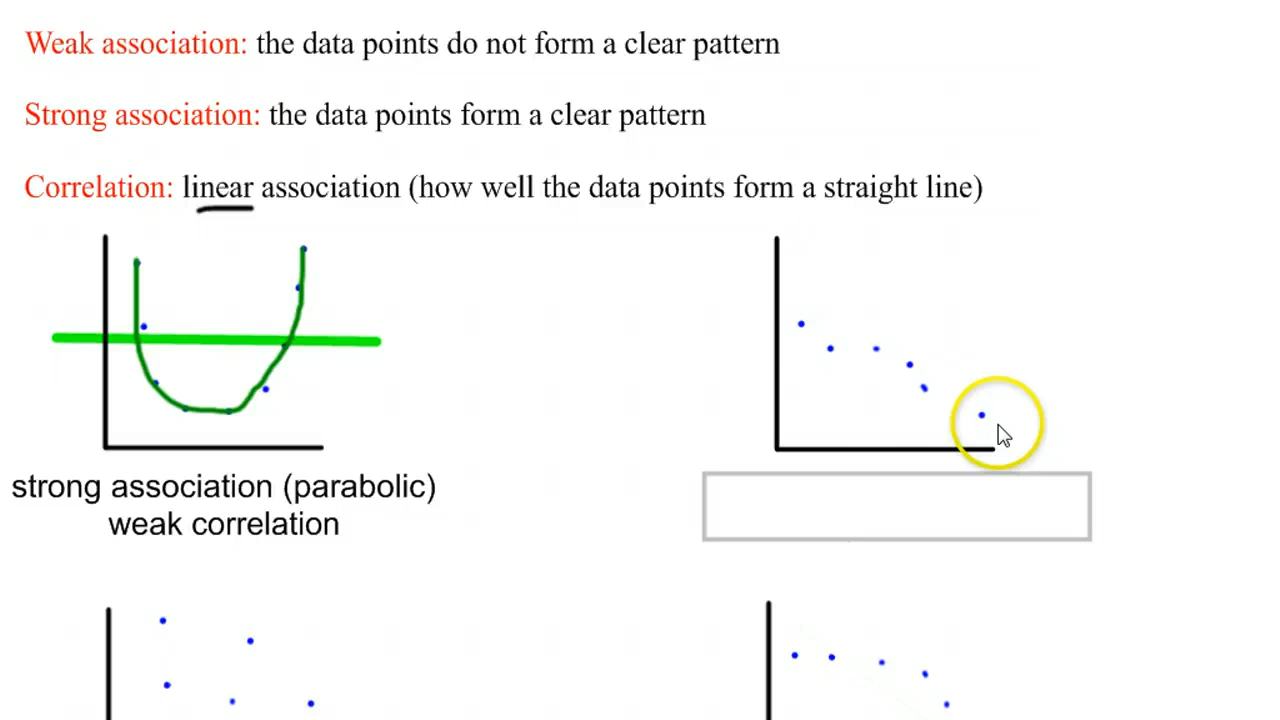 Weak association: the data points do not form a clear pattern
Strong association: the data points form a clear pattern
Correlation: linear association (how well the data points form a straight line)
strong association (parabolic)
weak correlation